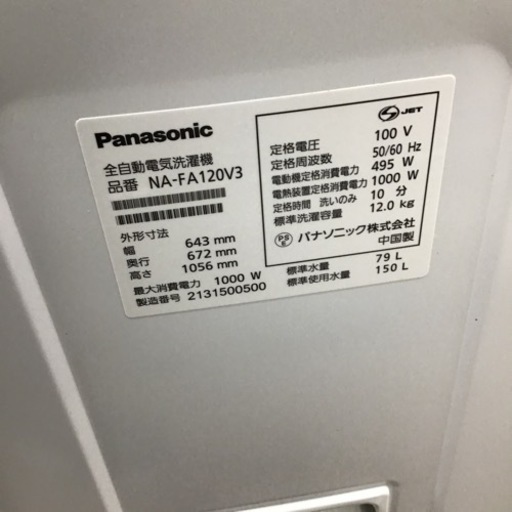 Panasonic
全自動電気洗濯機
品番 NA-FA120V3
外形寸法
幅 643 mm
奥行 672 mm
高さ 1056 mm
最大消費電力 1000 W
製造番号 2131500500
JET
定格電圧 100 V
定格周波数 50/60 Hz
電動機定格消費電力 495 W
電熱装置定格消費電力 1000 W
定格時間 洗いのみ 10 分
標準洗濯容量 12.0 kg
PS E パナソニック株式会社
中国製
標準水量 79 L
標準使用水量 150 L